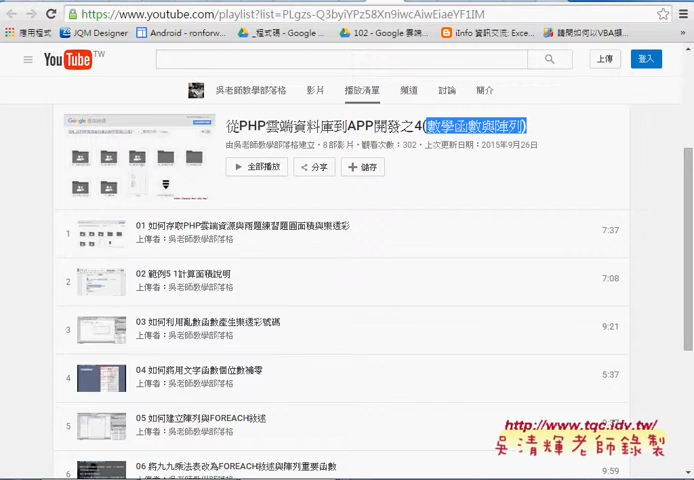 https://www.youtube.com/playlist?list=PLgzs-Q3byiYPz58Xn9iwcAiwEiaeYF1IM
應用程式 JQM Designer Android - ronforwn... _程式碼 - Google ... 102 - Google 雲端... iInfo 資訊交流: Exce... 請問如何以VBA擷...
YouTube TW 上傳 登入
吳老師教學部落格 影片 播放清單 頻道 討論 簡介
從PHP雲端資料庫到APP開發之4(數學函數與陣列)
由吳老師教學部落格建立・8部影片・觀看次數：302・上次更新日期：2015年9月26日
全部播放 分享 儲存
1 01 如何存取PHP雲端資源與兩題練習題圓面積與樂透彩 7:37
上傳者：吳老師教學部落格
2 02 範例5 1計算面積說明 7:08
上傳者：吳老師教學部落格
3 03 如何利用亂數函數產生樂透彩號碼 9:21
上傳者：吳老師教學部落格
4 04 如何將用文字函數個位數補零 5:37
上傳者：吳老師教學部落格
5 05 如何建立陣列與FOREACH敘述
上傳者：吳老師教學部落格
http://www.tqc.idv.tw/
吳清輝老師錄製
6 06 將九九乘法表改為FOREACH敘述與陣列重要函數 9:59